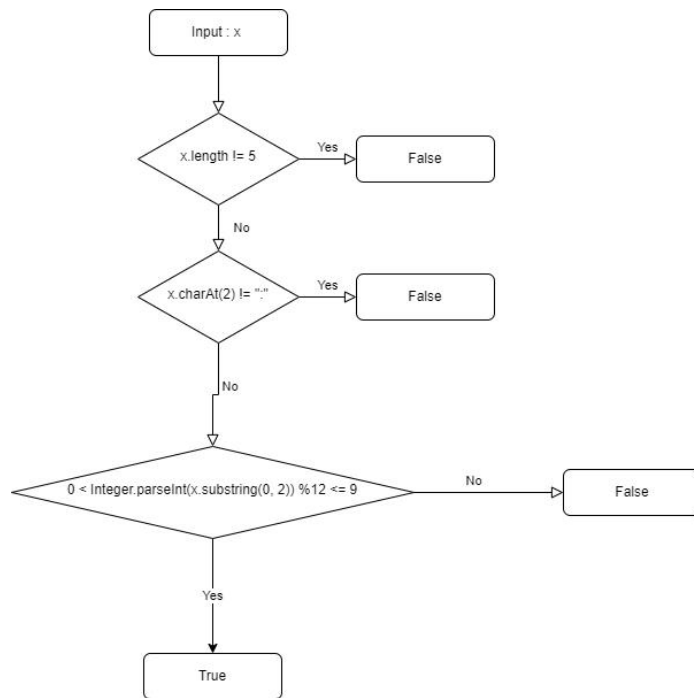 Input : x
x.length != 5
Yes
False
No
x.charAt(2) != ":"
Yes
False
No
0 < Integer.parseInt(x.substring(0, 2)) %12 <= 9
No
False
Yes
True